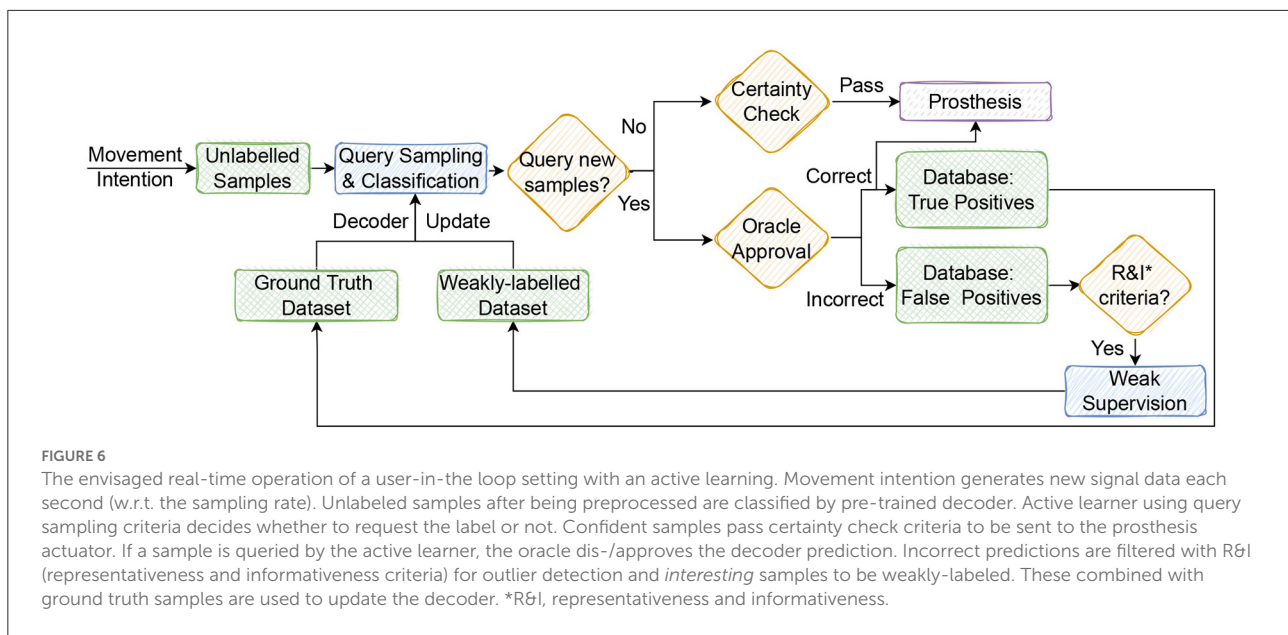 Movement
Intention
Unlabelled
Samples
Query Sampling
& Classification
Query new
samples?
No
Yes
Certainty
Check
Pass
Prosthesis
Oracle
Approval
Correct
Incorrect
Database:
True Positives
Database:
False Positives
R&I*
criteria?
Yes
Weak
Supervision
Decoder Update
Ground Truth
Dataset
Weakly-labelled
Dataset
FIGURE 6
The envisaged real-time operation of a user-in-the loop setting with an active learning. Movement intention generates new signal data each
second (w.r.t. the sampling rate). Unlabeled samples after being preprocessed are classified by pre-trained decoder. Active learner using query
sampling criteria decides whether to request the label or not. Confident samples pass certainty check criteria to be sent to the prosthesis
actuator. If a sample is queried by the active learner, the oracle dis-/approves the decoder prediction. Incorrect predictions are filtered with R&I
(representativeness and informativeness criteria) for outlier detection and interesting samples to be weakly-labeled. These combined with
ground truth samples are used to update the decoder. *R&I, representativeness and informativeness.